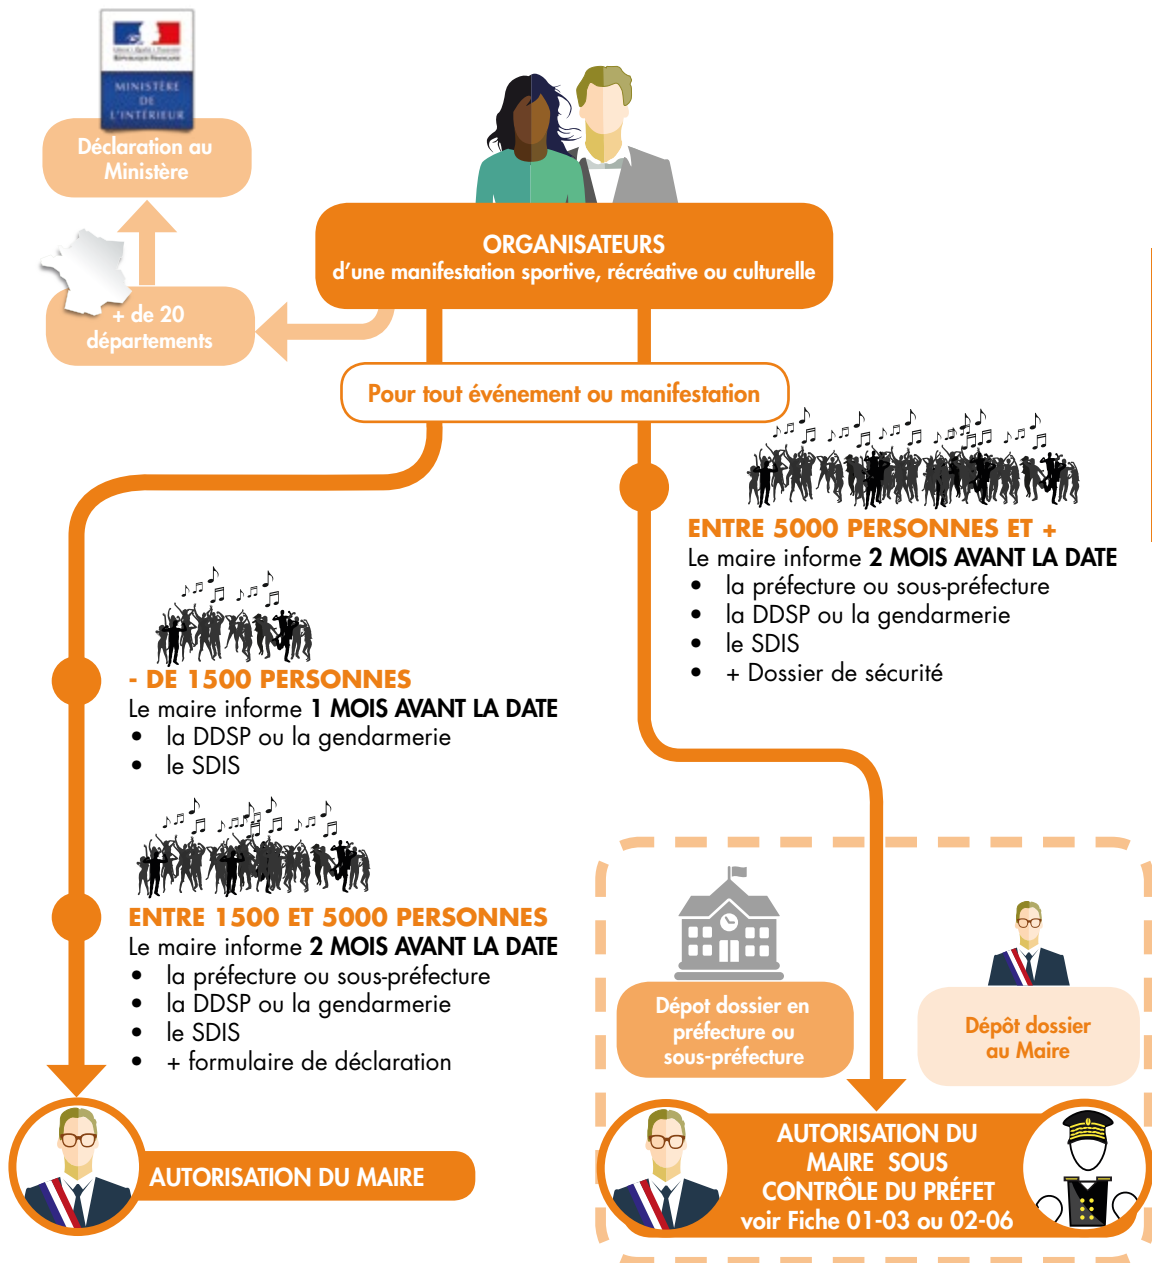 RÉPUBLIQUE FRANÇAISE
MINISTÈRE
DE
L'INTÉRIEUR
Déclaration au
Ministère
+ de 20
départements
ORGANISATEURS
d'une manifestation sportive, récréative ou culturelle
Pour tout événement ou manifestation
ENTRE 5000 PERSONNES ET +
Le maire informe 2 MOIS AVANT LA DATE
• la préfecture ou sous-préfecture
• la DDSP ou la gendarmerie
• le SDIS
• + Dossier de sécurité
- DE 1500 PERSONNES
Le maire informe 1 MOIS AVANT LA DATE
• la DDSP ou la gendarmerie
• le SDIS
ENTRE 1500 ET 5000 PERSONNES
Le maire informe 2 MOIS AVANT LA DATE
• la préfecture ou sous-préfecture
• la DDSP ou la gendarmerie
• le SDIS
• + formulaire de déclaration
AUTORISATION DU MAIRE
Dépot dossier en
préfecture ou
sous-préfecture
Dépôt dossier
au Maire
AUTORISATION DU
MAIRE SOUS
CONTRÔLE DU PRÉFET
voir Fiche 01-03 ou 02-06